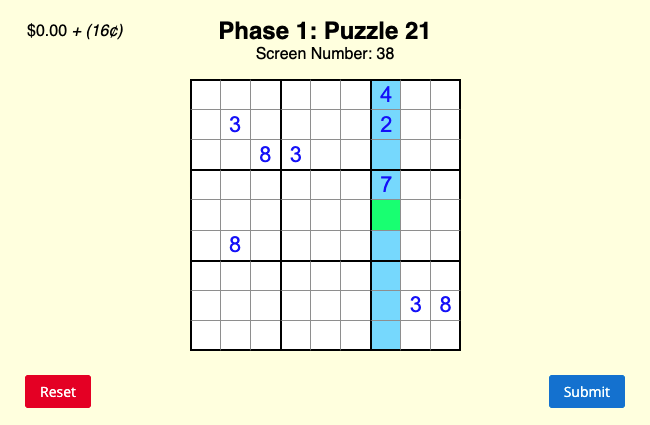 $0.00 + (16¢)
Phase 1: Puzzle 21
Screen Number: 38
4
3 2
8 3
7
8
3 8
Reset
Submit